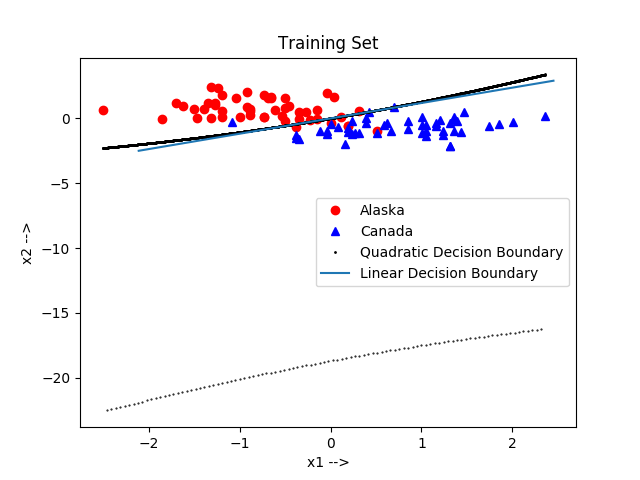 Training Set
0
−5
−10
−15
−20
x2 -->
Alaska
Canada
Quadratic Decision Boundary
Linear Decision Boundary
−2
−1
0
1
2
x1 -->